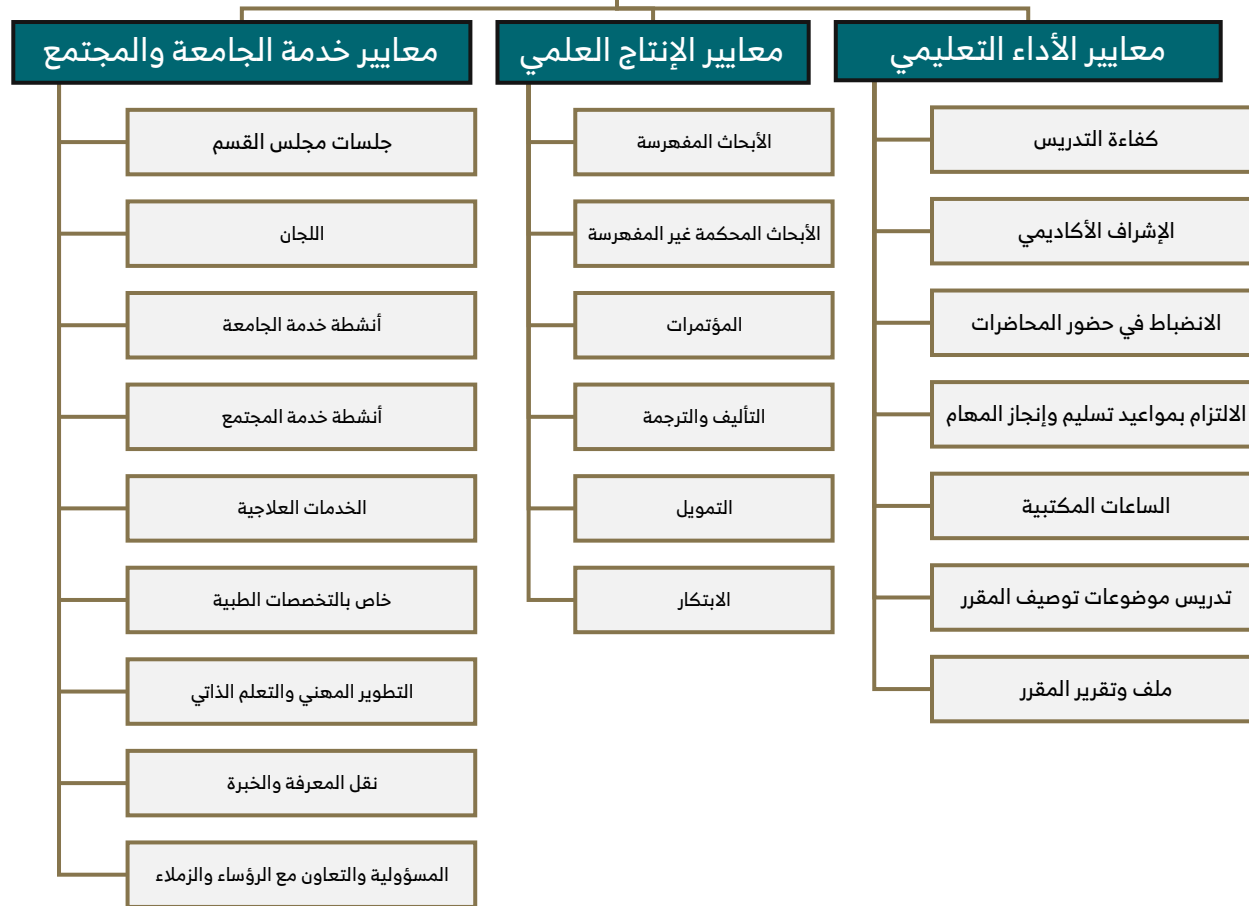 معايير الأداء التعليمي
كفاءة التدريس
الإشراف الأكاديمي
الانضباط في حضور المحاضرات
الالتزام بمواعيد تسليم وإنجاز المهام
الساعات المكتبية
تدريس موضوعات توصيف المقرر
ملف وتقرير المقرر
معايير الإنتاج العلمي
الأبحاث المفهرسة
الأبحاث المحكمة غير المفهرسة
المؤتمرات
التأليف والترجمة
التمويل
الابتكار
معايير خدمة الجامعة والمجتمع
جلسات مجلس القسم
اللجان
أنشطة خدمة الجامعة
أنشطة خدمة المجتمع
الخدمات العلاجية
خاص بالتخصصات الطبية
التطوير المهني والتعلم الذاتي
نقل المعرفة والخبرة
المسؤولية والتعاون مع الرؤساء والزملاء